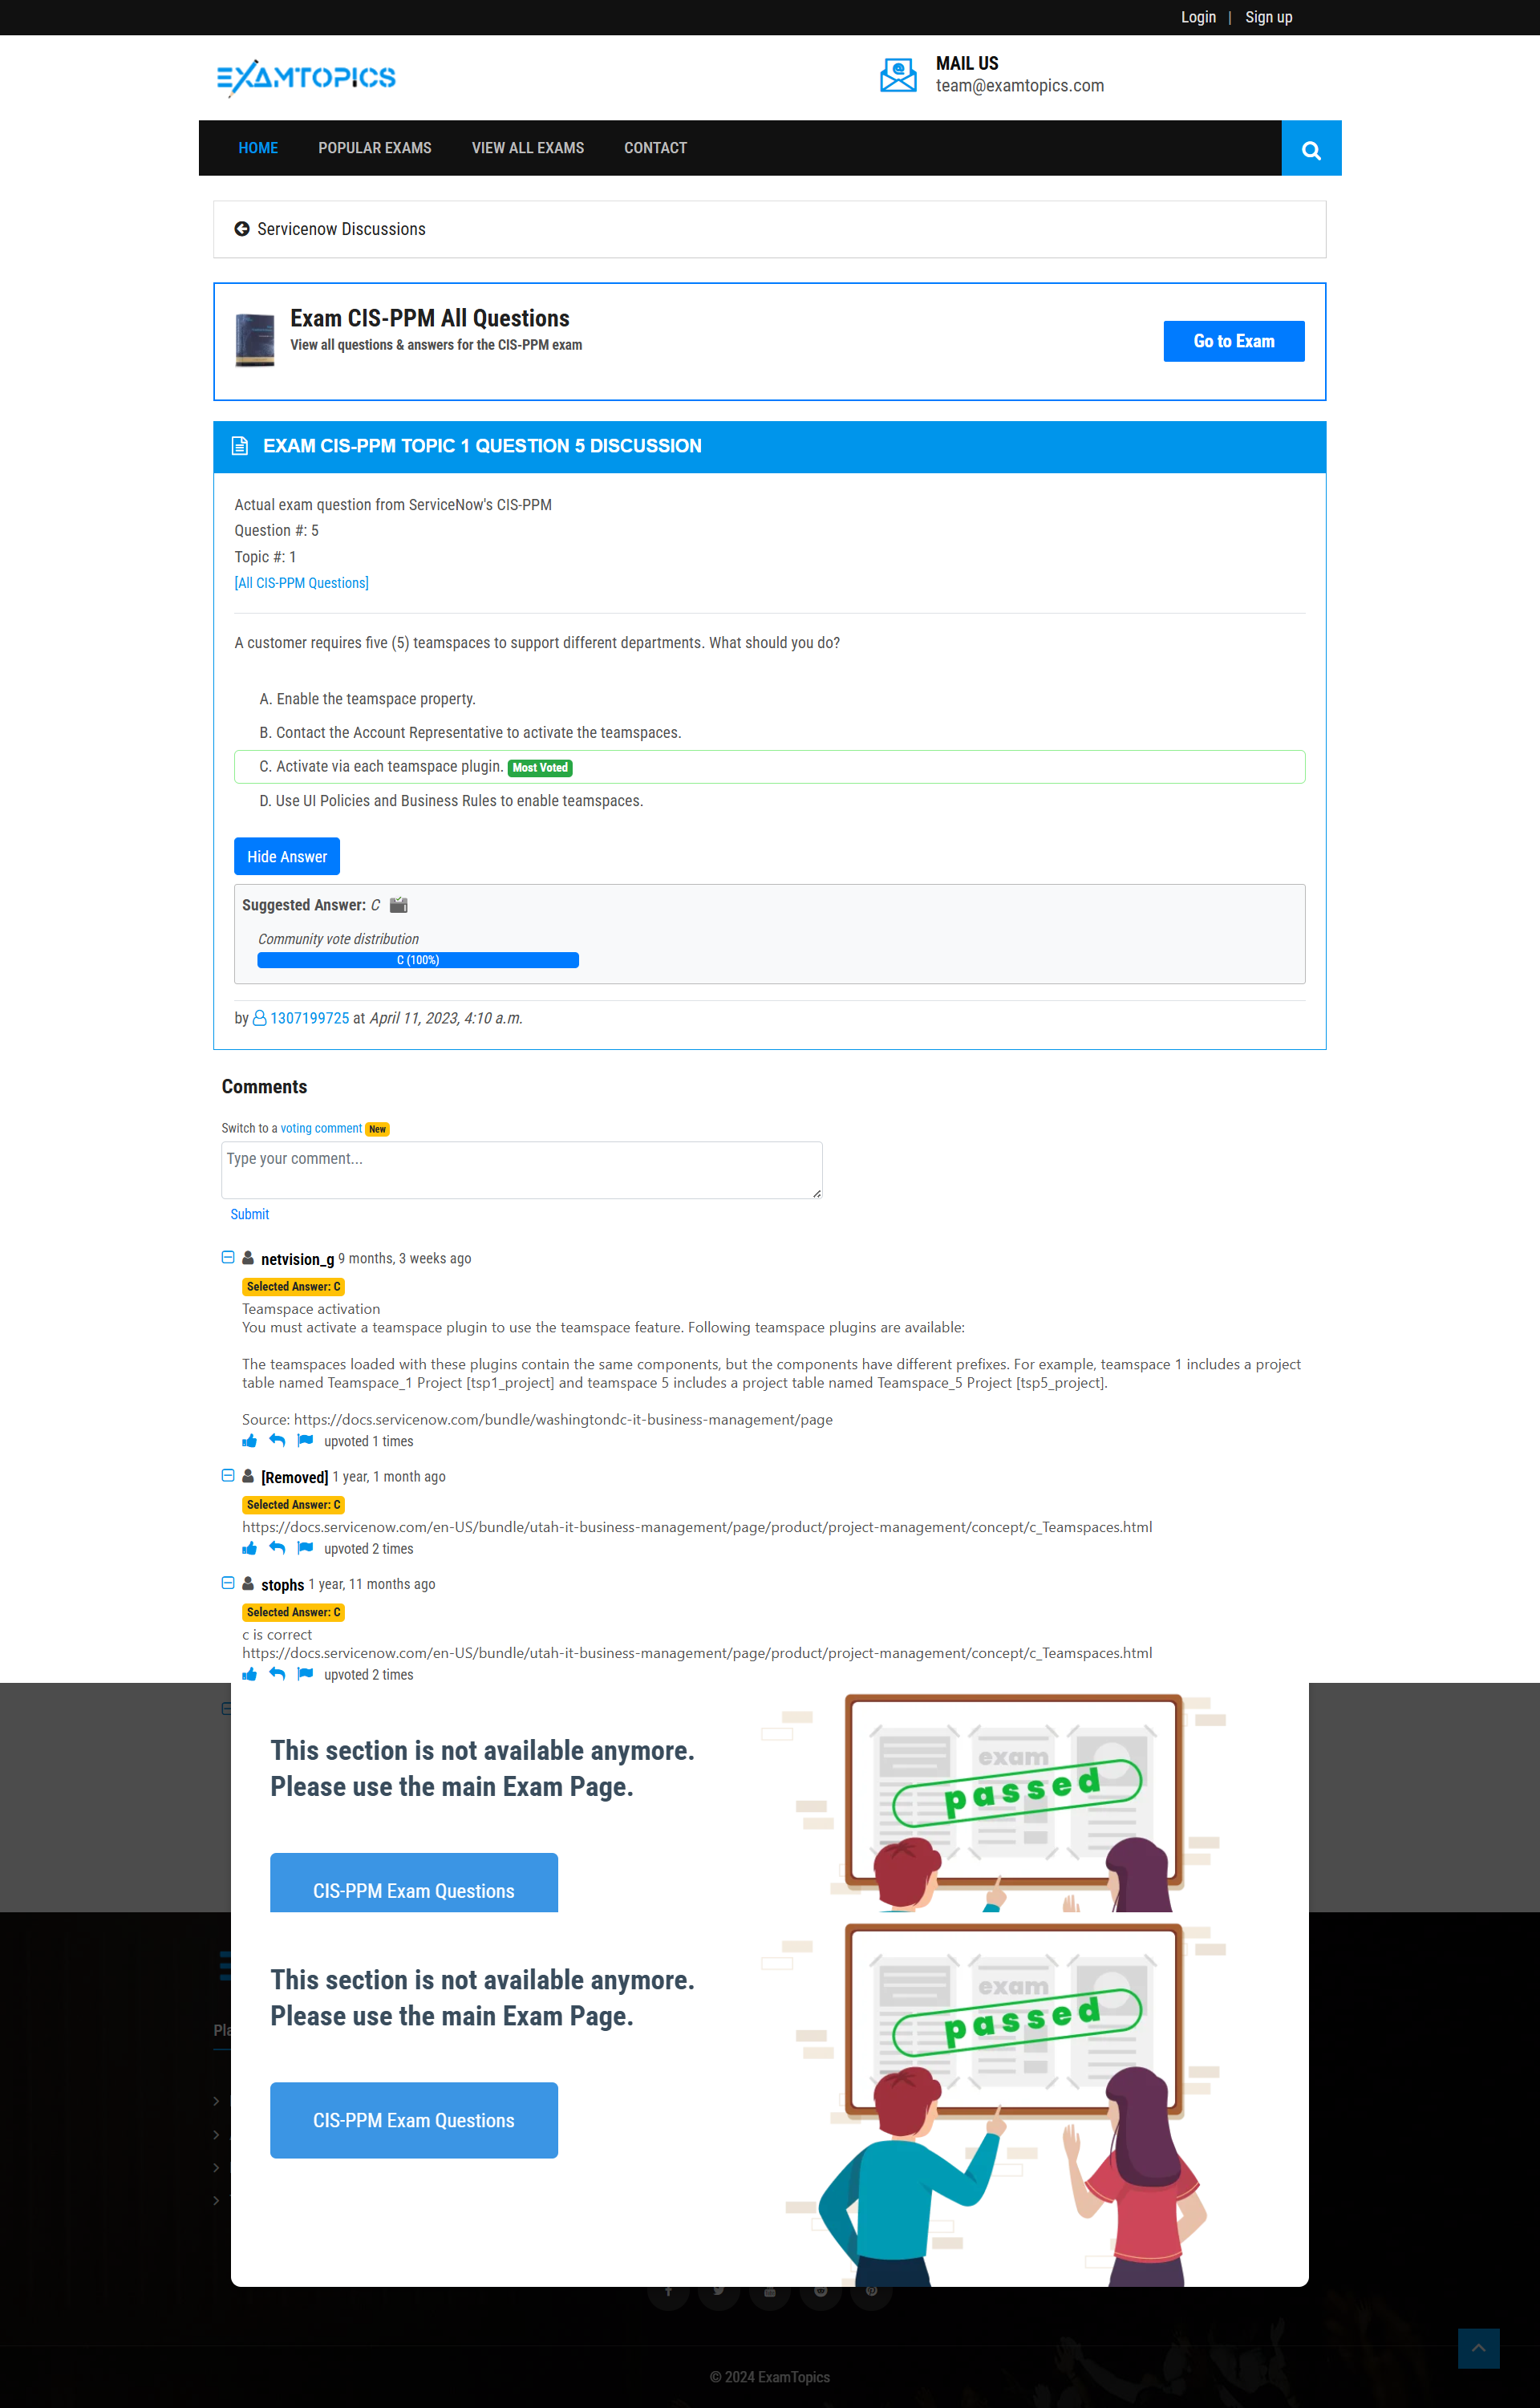 Login | Sign up
EXAMTOPICS
MAIL US
team@examtopics.com
HOME POPULAR EXAMS VIEW ALL EXAMS CONTACT
Servicenow Discussions
Exam CIS-PPM All Questions
View all questions & answers for the CIS-PPM exam
Go to Exam
EXAM CIS-PPM TOPIC 1 QUESTION 5 DISCUSSION
Actual exam question from ServiceNow's CIS-PPM
Question #: 5
Topic #: 1
[All CIS-PPM Questions]
A customer requires five (5) teamspaces to support different departments. What should you do?
A. Enable the teamspace property.
B. Contact the Account Representative to activate the teamspaces.
C. Activate via each teamspace plugin. Most Voted
D. Use UI Policies and Business Rules to enable teamspaces.
Hide Answer
Suggested Answer: C
Community vote distribution
C (100%)
by 1307199725 at April 11, 2023, 4:10 a.m.
Comments
Switch to a voting comment New
Type your comment...
Submit
netvision_g 9 months, 3 weeks ago
Selected Answer: C
Teamspace activation
You must activate a teamspace plugin to use the teamspace feature. Following teamspace plugins are available:
The teamspaces loaded with these plugins contain the same components, but the components have different prefixes. For example, teamspace 1 includes a project
table named Teamspace_1 Project [tsp1_project] and teamspace 5 includes a project table named Teamspace_5 Project [tsp5_project].
Source: https://docs.servicenow.com/bundle/washingtondc-it-business-management/page
upvoted 1 times
[Removed] 1 year, 1 month ago
Selected Answer: C
https://docs.servicenow.com/en-US/bundle/utah-it-business-management/page/product/project-management/concept/c_Teamspaces.html
upvoted 2 times
stophs 1 year, 11 months ago
Selected Answer: C
c is correct
https://docs.servicenow.com/en-US/bundle/utah-it-business-management/page/product/project-management/concept/c_Teamspaces.html
upvoted 2 times
This section is not available anymore.
Please use the main Exam Page.
CIS-PPM Exam Questions
exam
passed
This section is not available anymore.
Please use the main Exam Page.
CIS-PPM Exam Questions
exam
passed
© 2024 ExamTopics